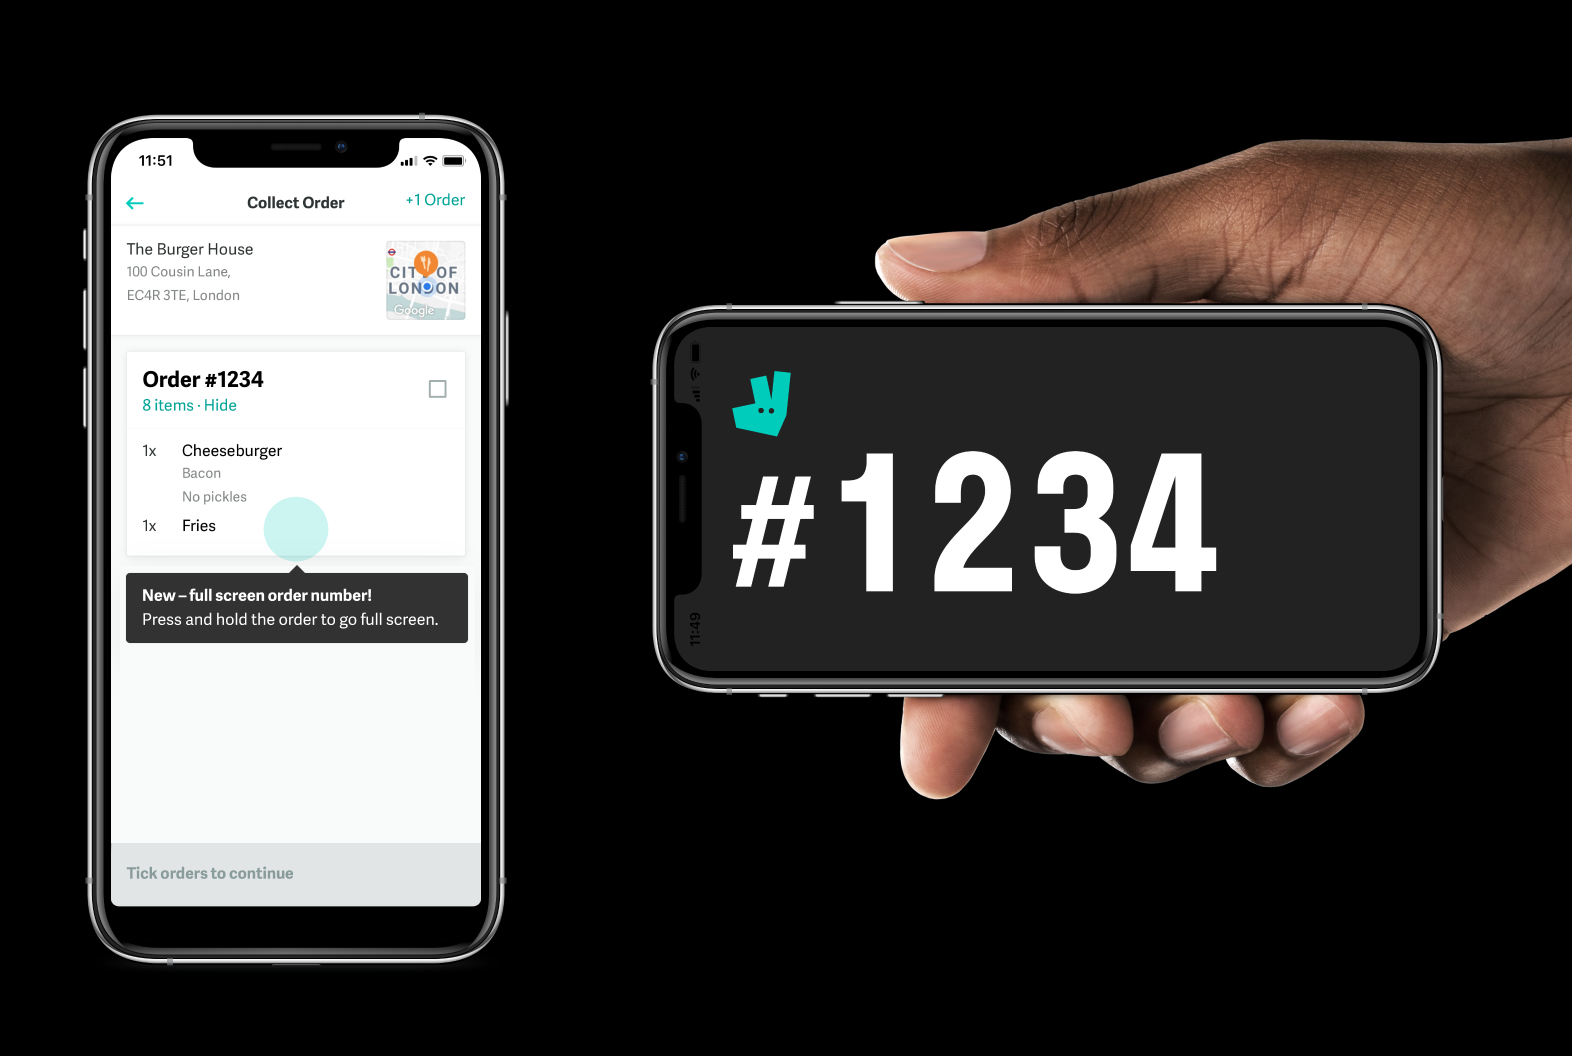 11:51
Collect Order
+1 Order
The Burger House
100 Cousin Lane,
EC4R 3TE, London
CITY OF
LONDON
Google
Order #1234
8 items · Hide
1x Cheeseburger
Bacon
No pickles
1x Fries
New – full screen order number!
Press and hold the order to go full screen.
Tick orders to continue
#1234
11:49